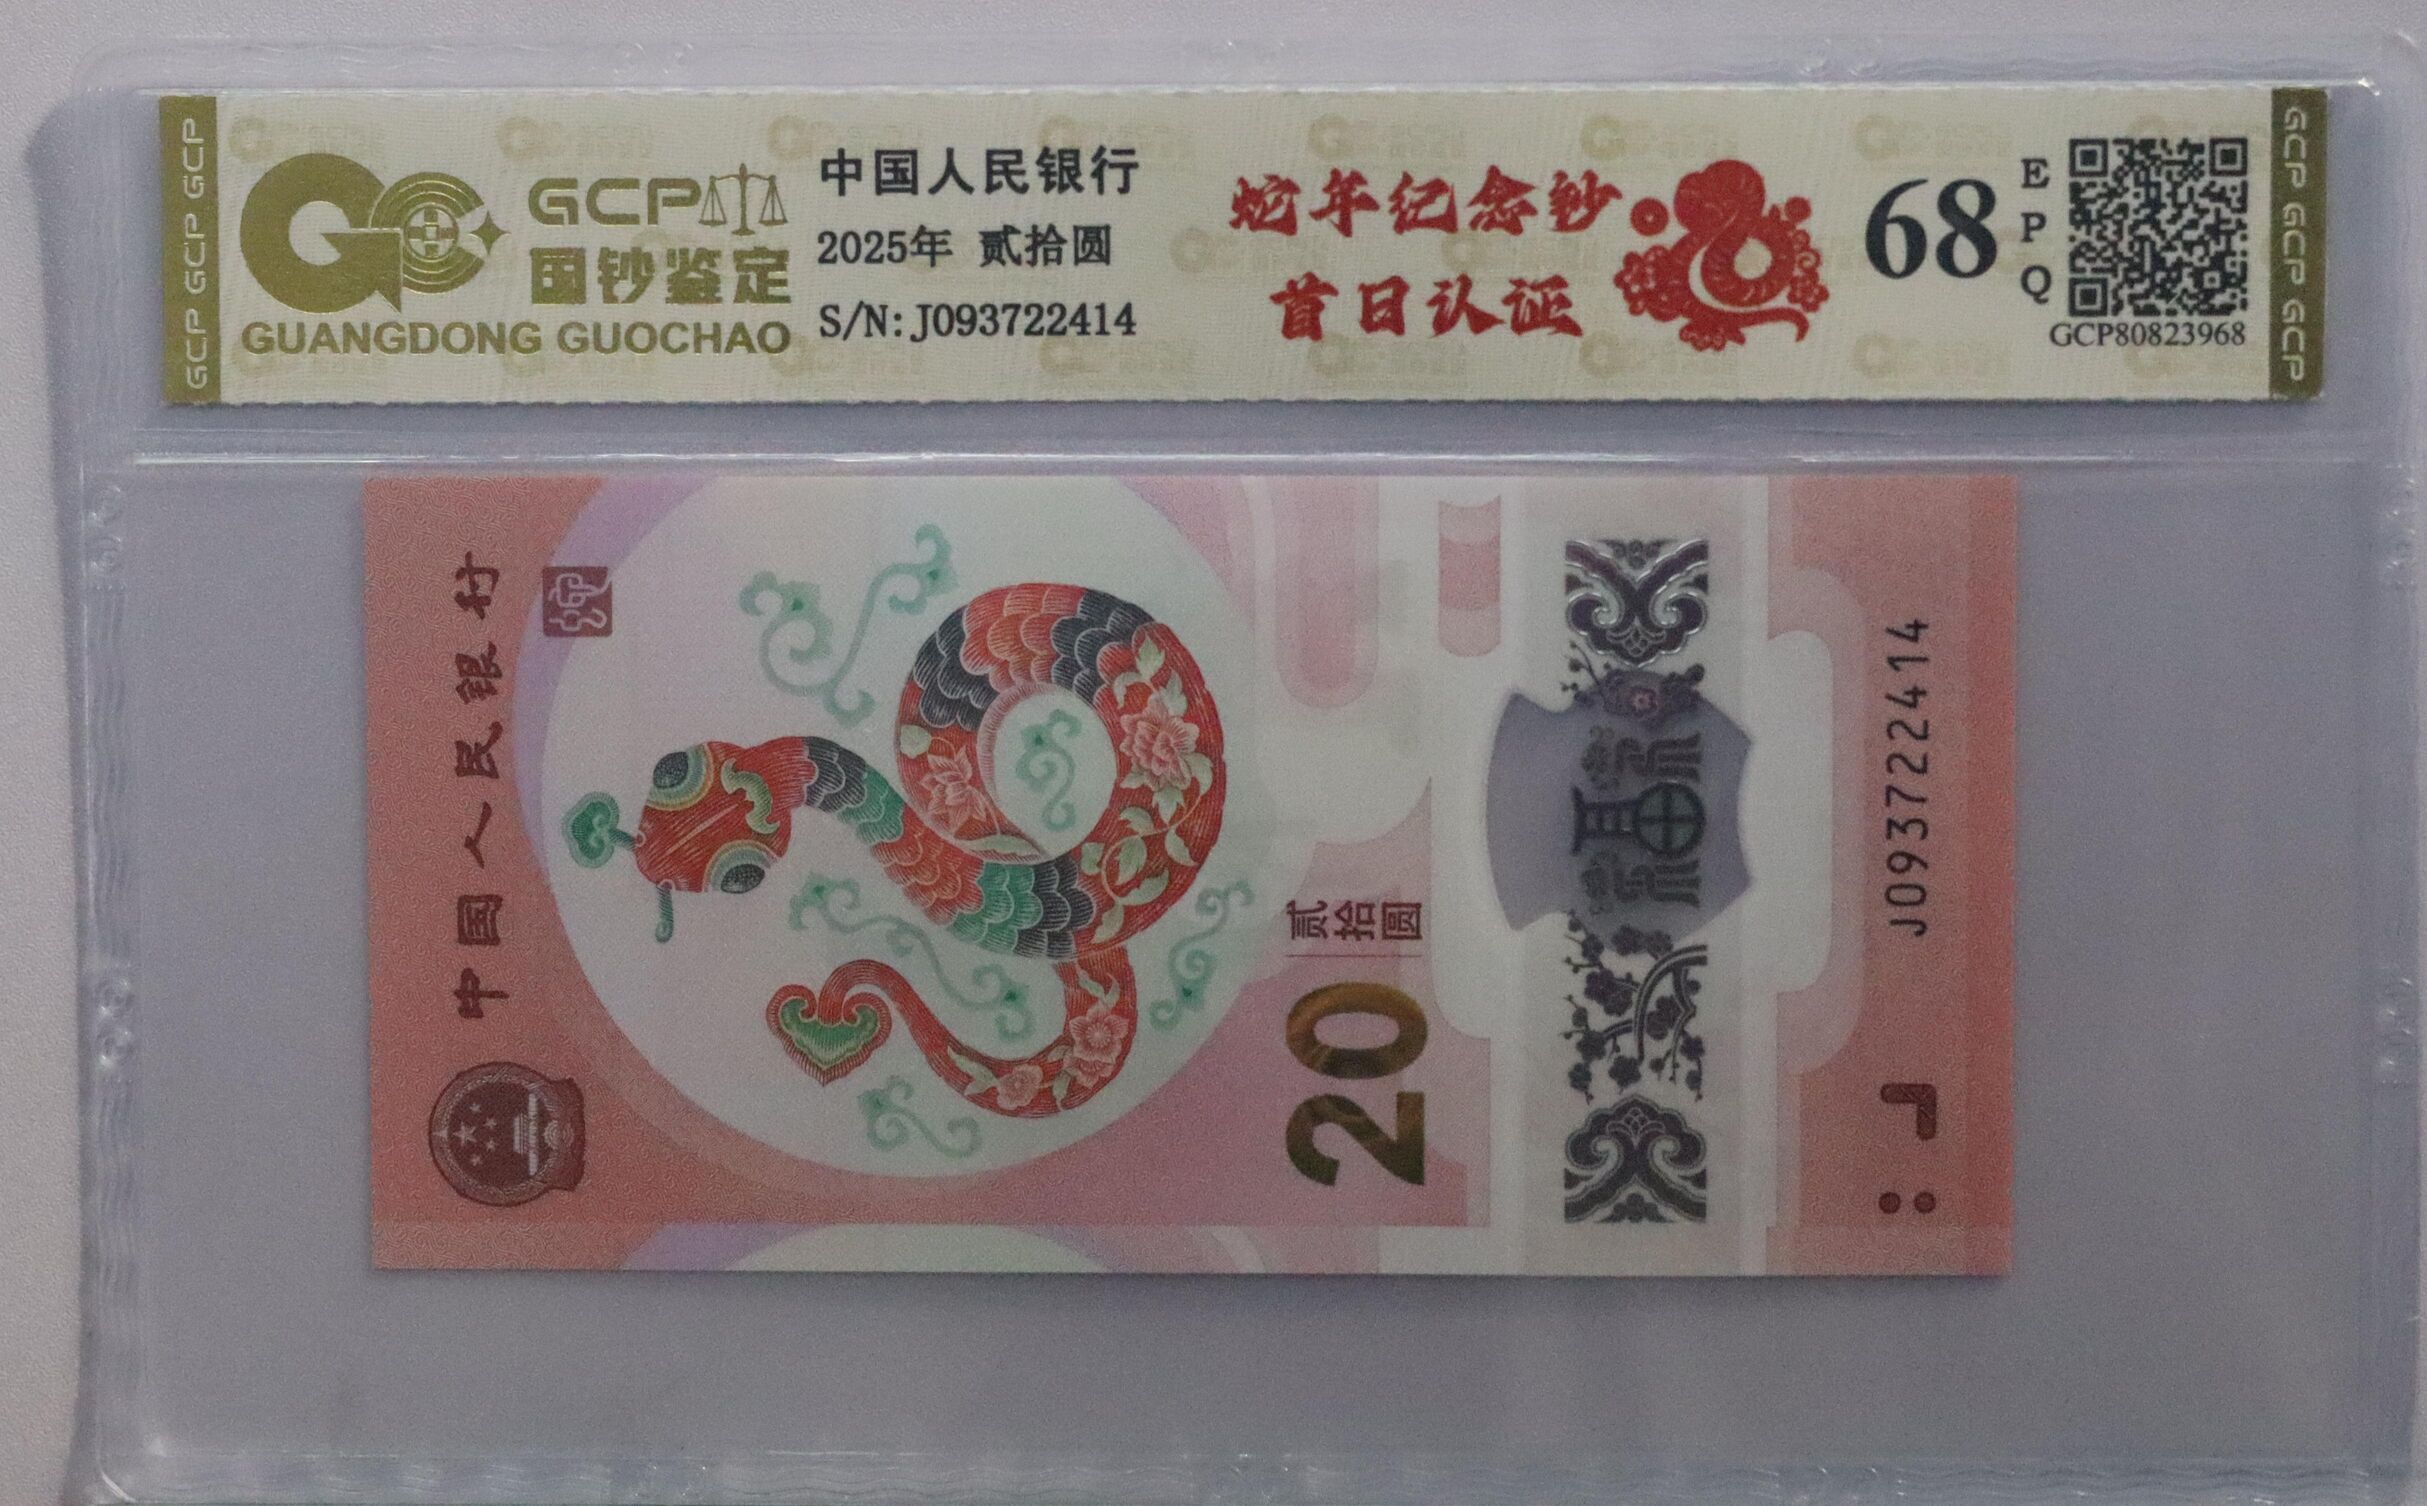 GCP GCP GCP
GCP
国钞鉴定
GUANGDONG GUOCHAO
中国人民银行
2025年 贰拾圆
S/N: J093722414
蛇年纪念钞
首日认证
68
EPQ
GCP80823968
GCP GCP GCP
中国人民银行
20
贰拾圆
J093722414